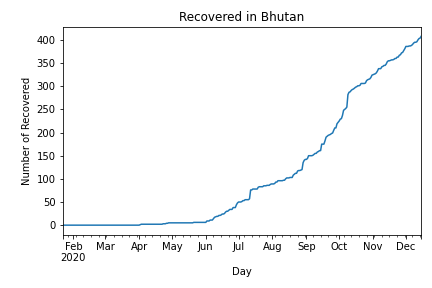 Recovered in Bhutan
Number of Recovered
400
350
300
250
200
150
100
50
0
Feb Mar Apr May Jun Jul Aug Sep Oct Nov Dec
2020
Day